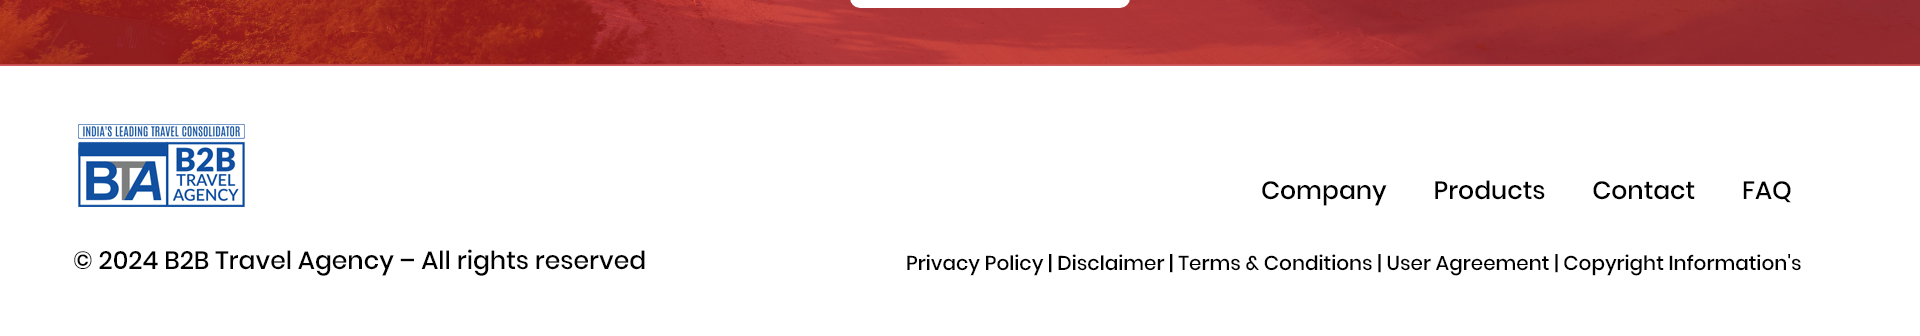 INDIA'S LEADING TRAVEL CONSOLIDATOR
BTA
B2B
TRAVEL
AGENCY
Company Products Contact FAQ
© 2024 B2B Travel Agency – All rights reserved
Privacy Policy | Disclaimer | Terms & Conditions | User Agreement | Copyright Information's